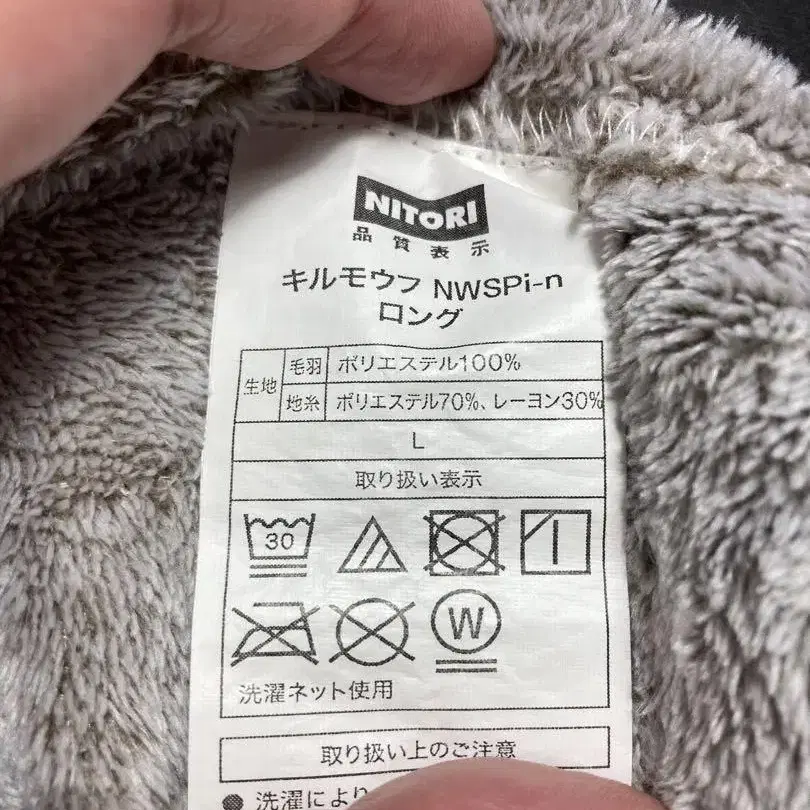 NITORI
品質表示
キルモウフ NWSPi-n
ロング
生地 毛羽 ポリエステル100%
地糸 ポリエステル70%、レーヨン30%
L
取り扱い表示
30
W
洗濯ネット使用
取り扱い上のご注意
●洗濯により